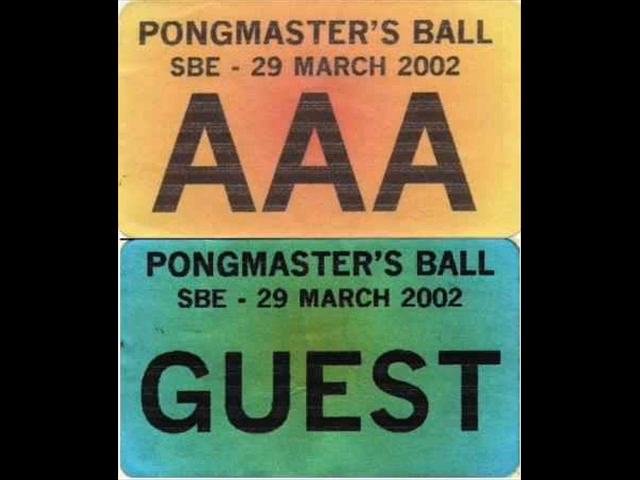 PONGMASTER'S BALL
SBE - 29 MARCH 2002
AAA
PONGMASTER'S BALL
SBE - 29 MARCH 2002
GUEST